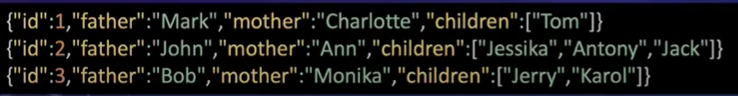 {"id":1,"father":"Mark","mother":"Charlotte","children":["Tom"]}
{"id":2,"father":"John","mother":"Ann","children":["Jessika","Antony","Jack"]}
{"id":3,"father":"Bob","mother":"Monika","children":["Jerry","Karol"]}